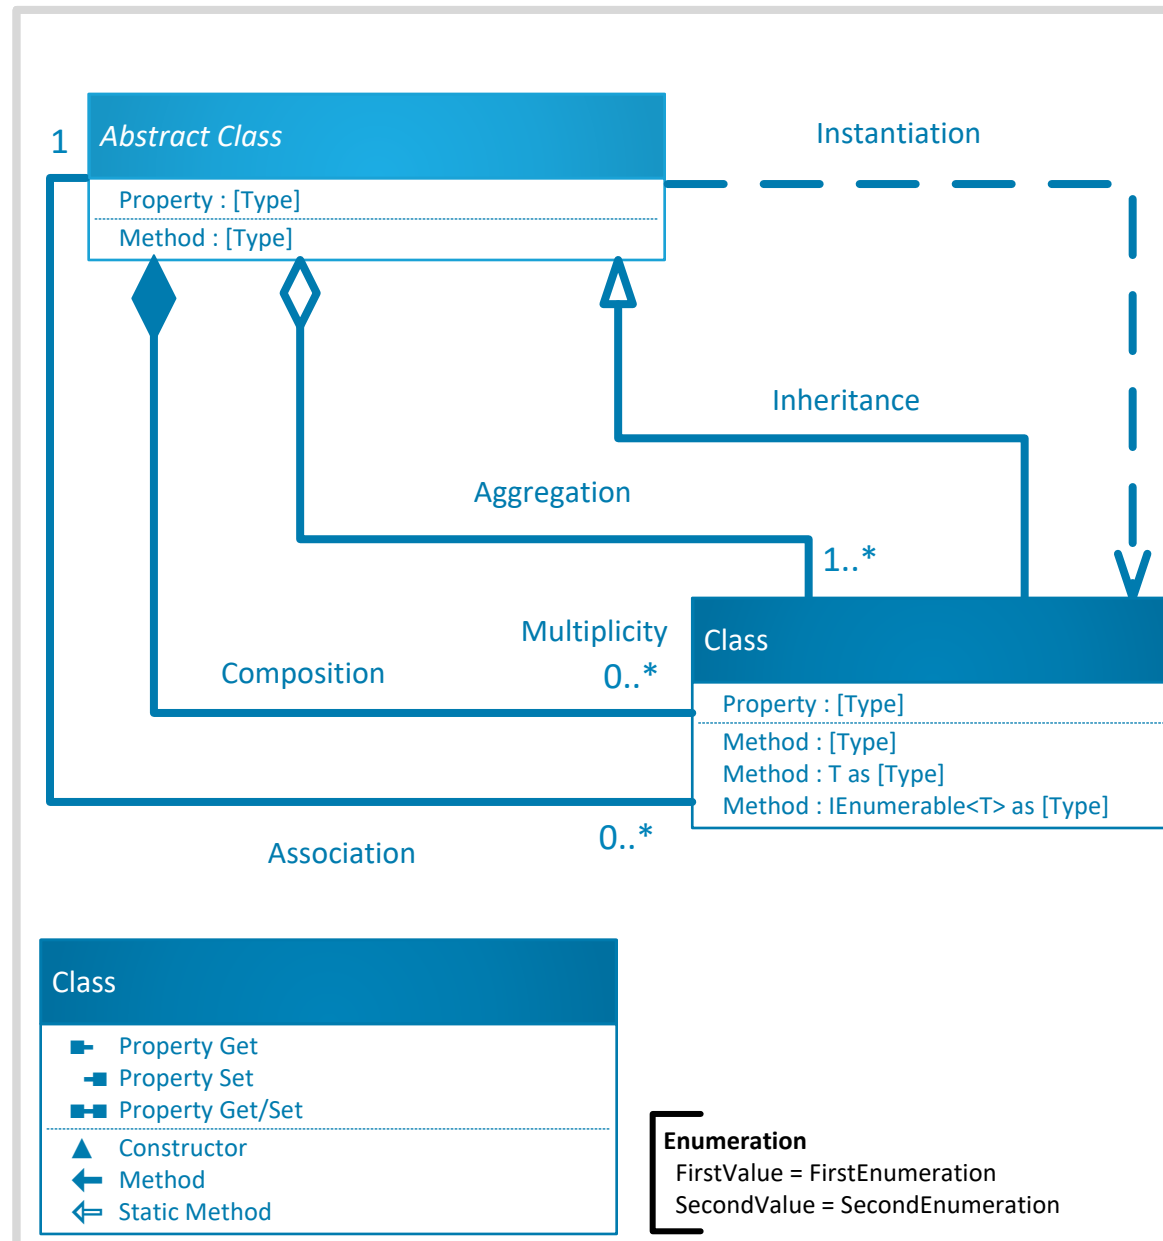 1
Abstract Class
Instantiation
Property : [Type]
Method : [Type]
Inheritance
Aggregation
1..*
Multiplicity
Class
Composition
0..*
Property : [Type]
Method : [Type]
Method : T as [Type]
Method : IEnumerable<T> as [Type]
0..*
Association
Class
Property Get
Property Set
Property Get/Set
Constructor
Method
Static Method
Enumeration
FirstValue = FirstEnumeration
SecondValue = SecondEnumeration